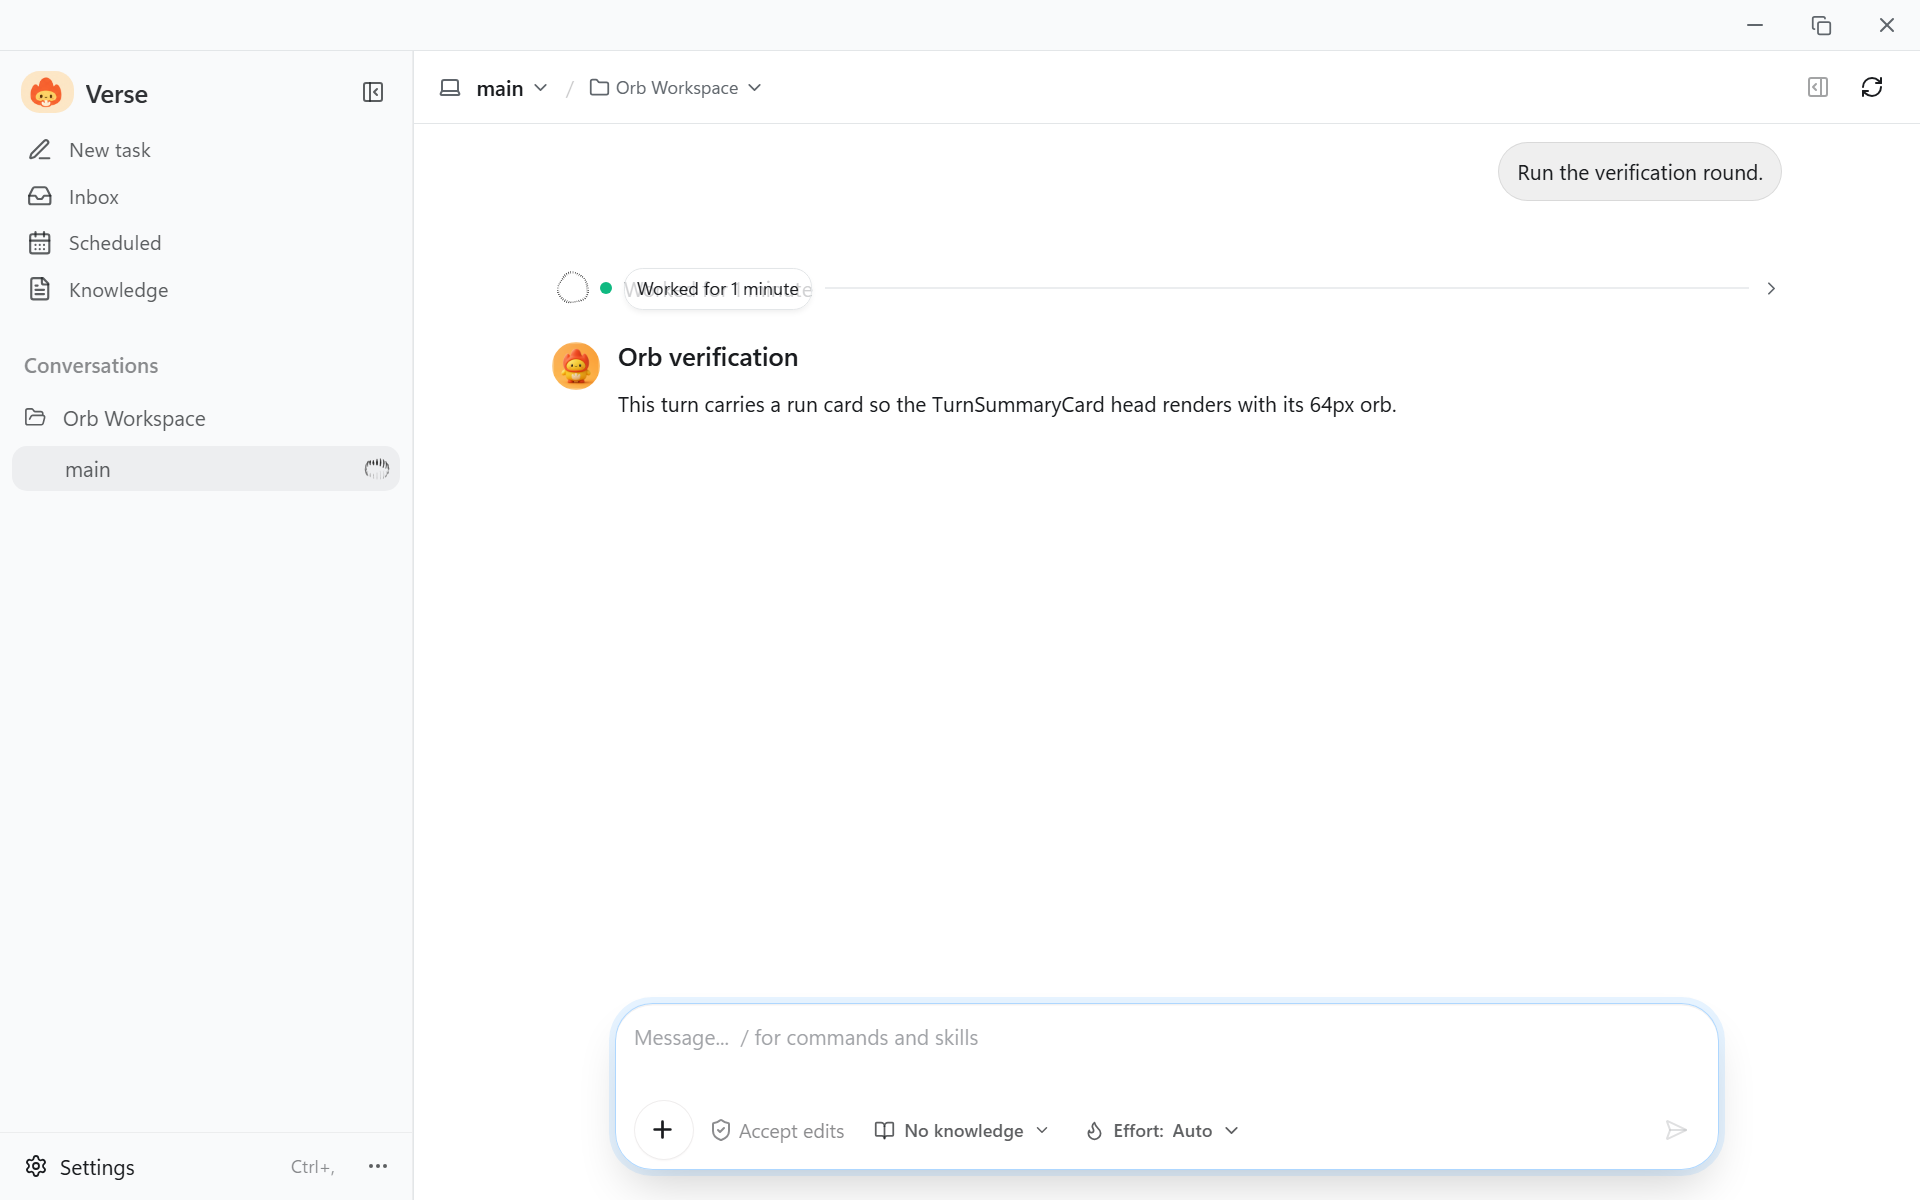 Verse
New task
Inbox
Scheduled
Knowledge
Conversations
Orb Workspace
main
Settings Ctrl+,
main / Orb Workspace
Run the verification round.
Worked for 1 minute
Orb verification
This turn carries a run card so the TurnSummaryCard head renders with its 64px orb.
Message... / for commands and skills
Accept edits No knowledge Effort: Auto